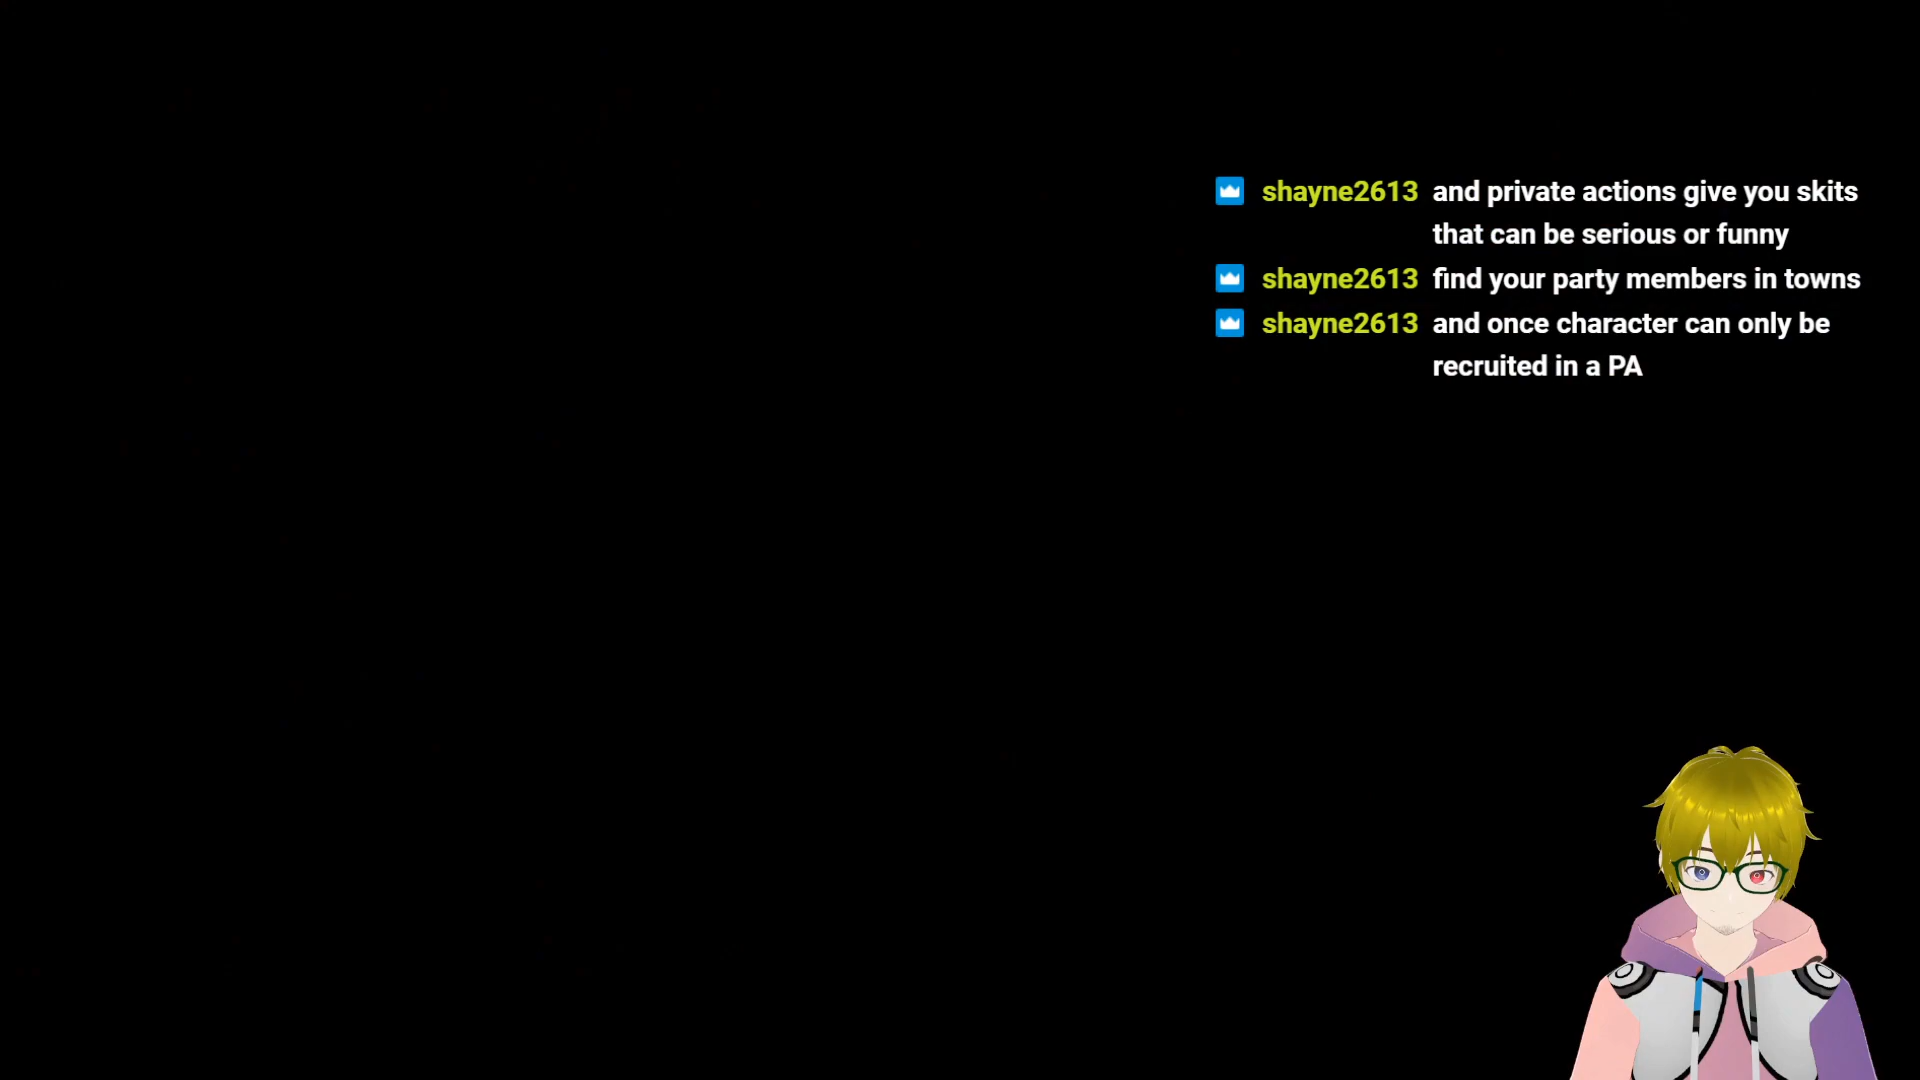 shayne2613 and private actions give you skits
that can be serious or funny
shayne2613 find your party members in towns
shayne2613 and once character can only be
recruited in a PA